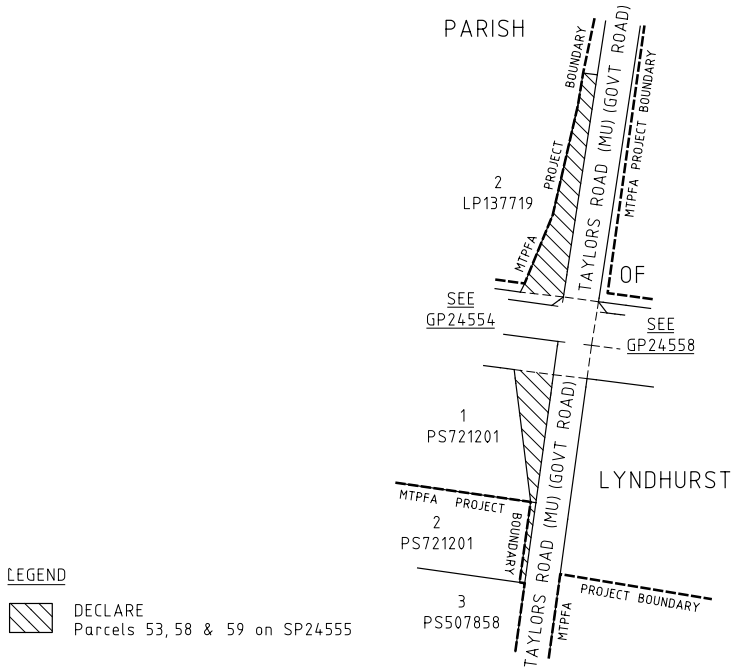 PARISH
BOUNDARY
PROJECT
MTPFA
TAYLORS ROAD (MU) (GOVT ROAD)
MTPFA PROJECT BOUNDARY
2
LP137719
OF
SEE
GP24554
SEE
GP24558
1
PS721201
LYNDHURST
MTPFA PROJECT
BOUNDARY
2
PS721201
TAYLORS ROAD (MU) (GOVT ROAD)
3
PS507858
MTPFA
PROJECT BOUNDARY
LEGEND
DECLARE
Parcels 53, 58 & 59 on SP24555